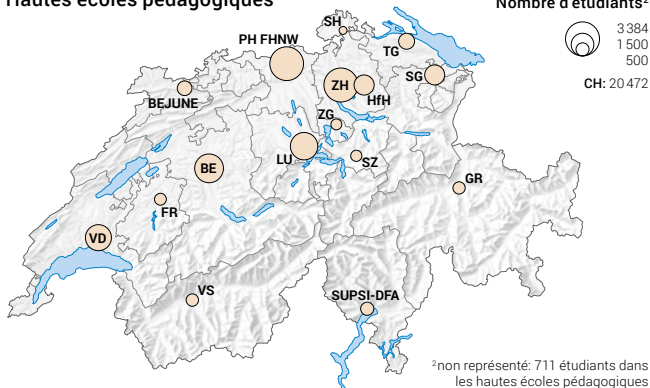 Hautes écoles pédagogiques
Nombre d'étudiants²
3 384
1 500
500
CH: 20 472
SH
PH FHNW
TG
ZH
HfH
SG
BEJUNE
ZG
LU
SZ
BE
GR
FR
VD
VS
SUPSI-DFA
²non représenté: 711 étudiants dans
les hautes écoles pédagogiques